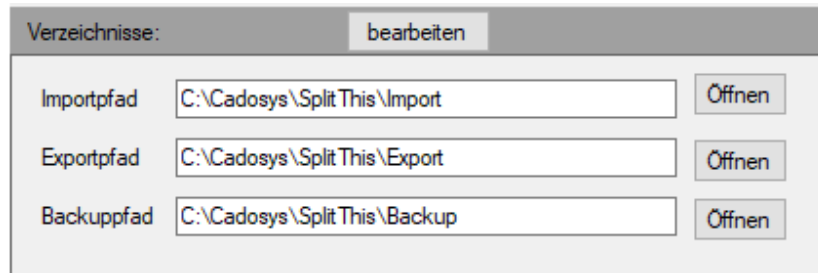 Verzeichnisse: bearbeiten
Importpfad C:\Cadosys\SplitThis\Import Öffnen
Exportpfad C:\Cadosys\SplitThis\Export Öffnen
Backuppfad C:\Cadosys\SplitThis\Backup Öffnen